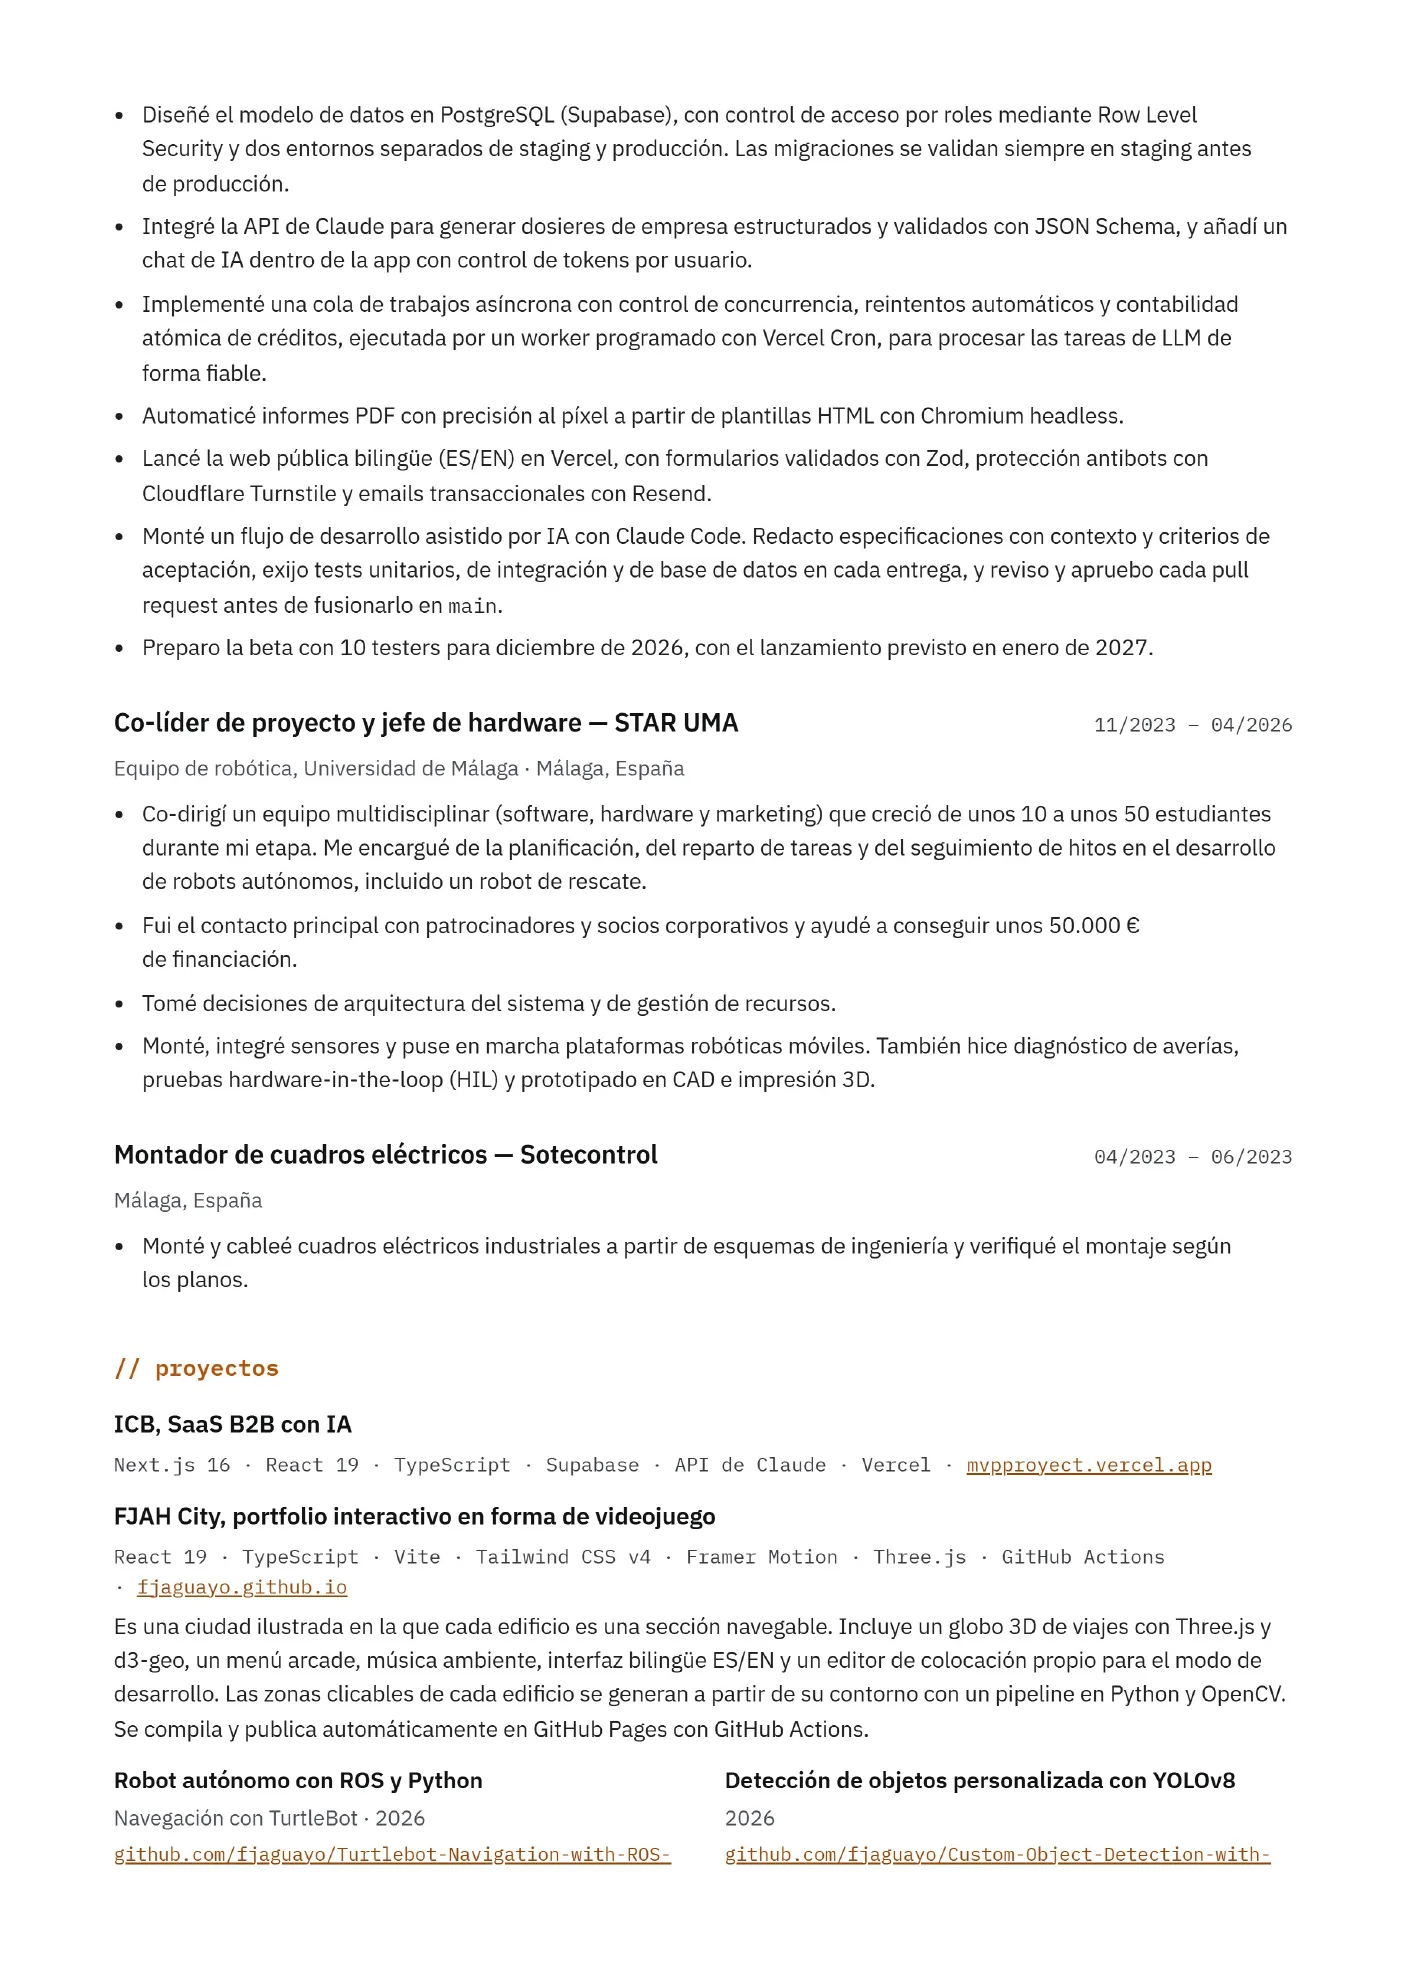 • Diseñé el modelo de datos en PostgreSQL (Supabase), con control de acceso por roles mediante Row Level
Security y dos entornos separados de staging y producción. Las migraciones se validan siempre en staging antes
de producción.
• Integré la API de Claude para generar dosieres de empresa estructurados y validados con JSON Schema, y añadí un
chat de IA dentro de la app con control de tokens por usuario.
• Implementé una cola de trabajos asíncrona con control de concurrencia, reintentos automáticos y contabilidad
atómica de créditos, ejecutada por un worker programado con Vercel Cron, para procesar las tareas de LLM de
forma fiable.
• Automaticé informes PDF con precisión al píxel a partir de plantillas HTML con Chromium headless.
• Lancé la web pública bilingüe (ES/EN) en Vercel, con formularios validados con Zod, protección antibots con
Cloudflare Turnstile y emails transaccionales con Resend.
• Monté un flujo de desarrollo asistido por IA con Claude Code. Redacto especificaciones con contexto y criterios de
aceptación, exijo tests unitarios, de integración y de base de datos en cada entrega, y reviso y apruebo cada pull
request antes de fusionarlo en main.
• Preparo la beta con 10 testers para diciembre de 2026, con el lanzamiento previsto en enero de 2027.
Co-líder de proyecto y jefe de hardware — STAR UMA 11/2023 – 04/2026
Equipo de robótica, Universidad de Málaga · Málaga, España
• Co-dirigí un equipo multidisciplinar (software, hardware y marketing) que creció de unos 10 a unos 50 estudiantes
durante mi etapa. Me encargué de la planificación, del reparto de tareas y del seguimiento de hitos en el desarrollo
de robots autónomos, incluido un robot de rescate.
• Fui el contacto principal con patrocinadores y socios corporativos y ayudé a conseguir unos 50.000 €
de financiación.
• Tomé decisiones de arquitectura del sistema y de gestión de recursos.
• Monté, integré sensores y puse en marcha plataformas robóticas móviles. También hice diagnóstico de averías,
pruebas hardware-in-the-loop (HIL) y prototipado en CAD e impresión 3D.
Montador de cuadros eléctricos — Sotecontrol 04/2023 – 06/2023
Málaga, España
• Monté y cableé cuadros eléctricos industriales a partir de esquemas de ingeniería y verifiqué el montaje según
los planos.
// proyectos
ICB, SaaS B2B con IA
Next.js 16 · React 19 · TypeScript · Supabase · API de Claude · Vercel · mvpproyect.vercel.app
FJAH City, portfolio interactivo en forma de videojuego
React 19 · TypeScript · Vite · Tailwind CSS v4 · Framer Motion · Three.js · GitHub Actions
· fjaguayo.github.io
Es una ciudad ilustrada en la que cada edificio es una sección navegable. Incluye un globo 3D de viajes con Three.js y
d3-geo, un menú arcade, música ambiente, interfaz bilingüe ES/EN y un editor de colocación propio para el modo de
desarrollo. Las zonas clicables de cada edificio se generan a partir de su contorno con un pipeline en Python y OpenCV.
Se compila y publica automáticamente en GitHub Pages con GitHub Actions.
Robot autónomo con ROS y Python
Navegación con TurtleBot · 2026
github.com/fjaguayo/Turtlebot-Navigation-with-ROS-
Detección de objetos personalizada con YOLOv8
2026
github.com/fjaguayo/Custom-Object-Detection-with-